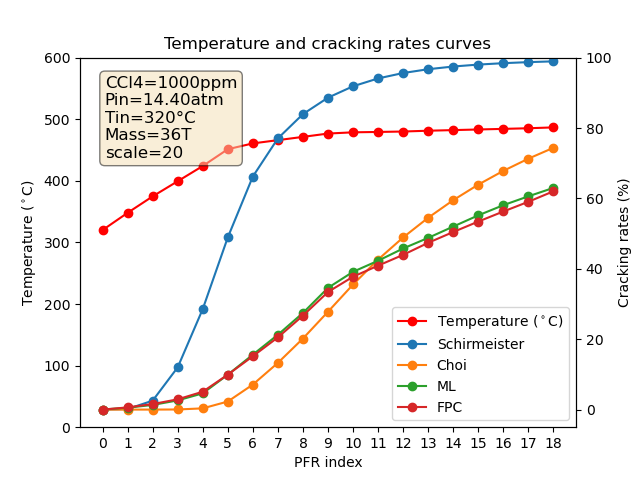 Temperature and cracking rates curves
CCl4=1000ppm
Pin=14.40atm
Tin=320°C
Mass=36T
scale=20
600
500
400
300
200
100
0
Temperature (°C)
100
80
60
40
20
0
Cracking rates (%)
Temperature (°C)
Schirmeister
Choi
ML
FPC
0 1 2 3 4 5 6 7 8 9 10 11 12 13 14 15 16 17 18
PFR index